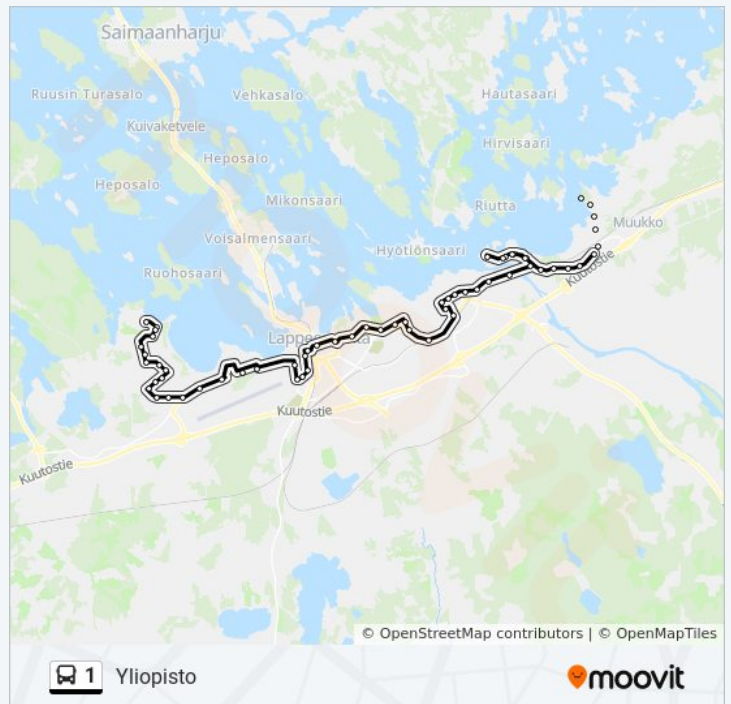 Saimaanharju
Ruusin Turasalo
Vehkasalo
Hautasaari
Kuivaketvele
Hirvisaari
Heposalo
Heposalo
Mikonsaari
Riutta
Muukko
Voisalmensaari
Hyötiönsaari
Ruohosaari
Kuutostie
Kuutostie
Kuutostie
© OpenStreetMap contributors | © OpenMapTiles
1 Yliopisto
moovit